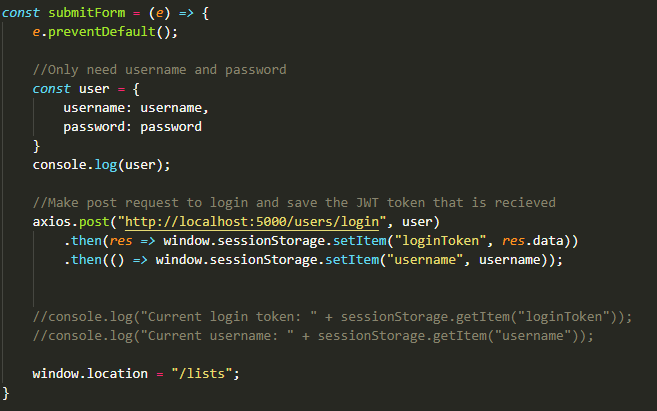 const submitForm = (e) => {
e.preventDefault();
//Only need username and password
const user = {
username: username,
password: password
}
console.log(user);
//Make post request to login and save the JWT token that is recieved
axios.post("http://localhost:5000/users/login", user)
.then(res => window.sessionStorage.setItem("loginToken", res.data))
.then(() => window.sessionStorage.setItem("username", username));
//console.log("Current login token: " + sessionStorage.getItem("loginToken"));
//console.log("Current username: " + sessionStorage.getItem("username"));
window.location = "/lists";
}